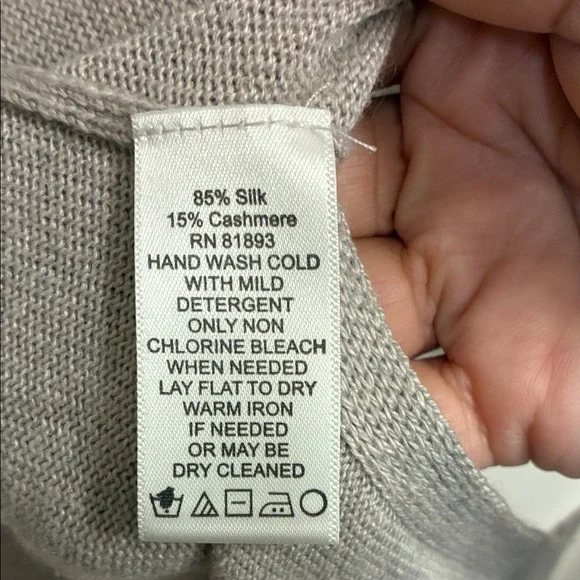 85% Silk
15% Cashmere
RN 81893
HAND WASH COLD
WITH MILD
DETERGENT
ONLY NON
CHLORINE BLEACH
WHEN NEEDED
LAY FLAT TO DRY
WARM IRON
IF NEEDED
OR MAY BE
DRY CLEANED